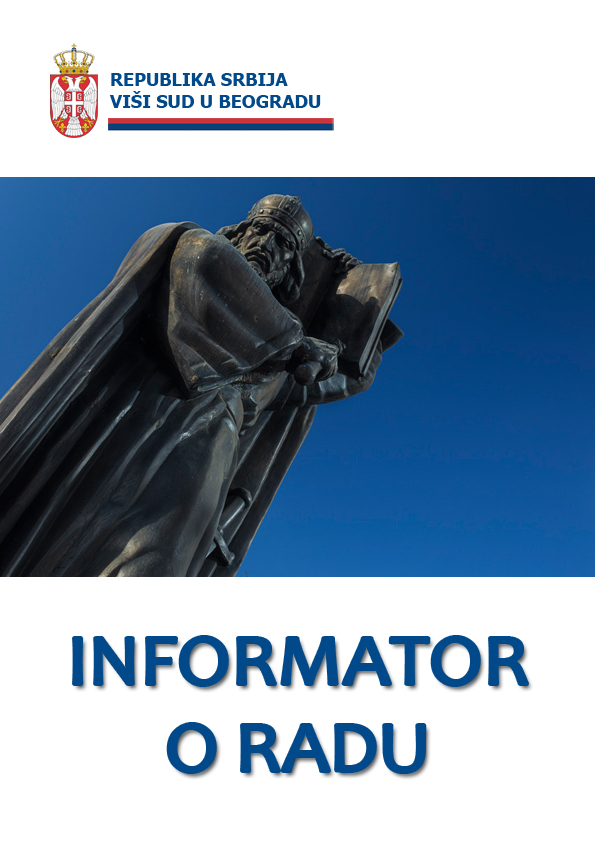 REPUBLIKA SRBIJA
VIŠI SUD U BEOGRADU
INFORMATOR
O RADU